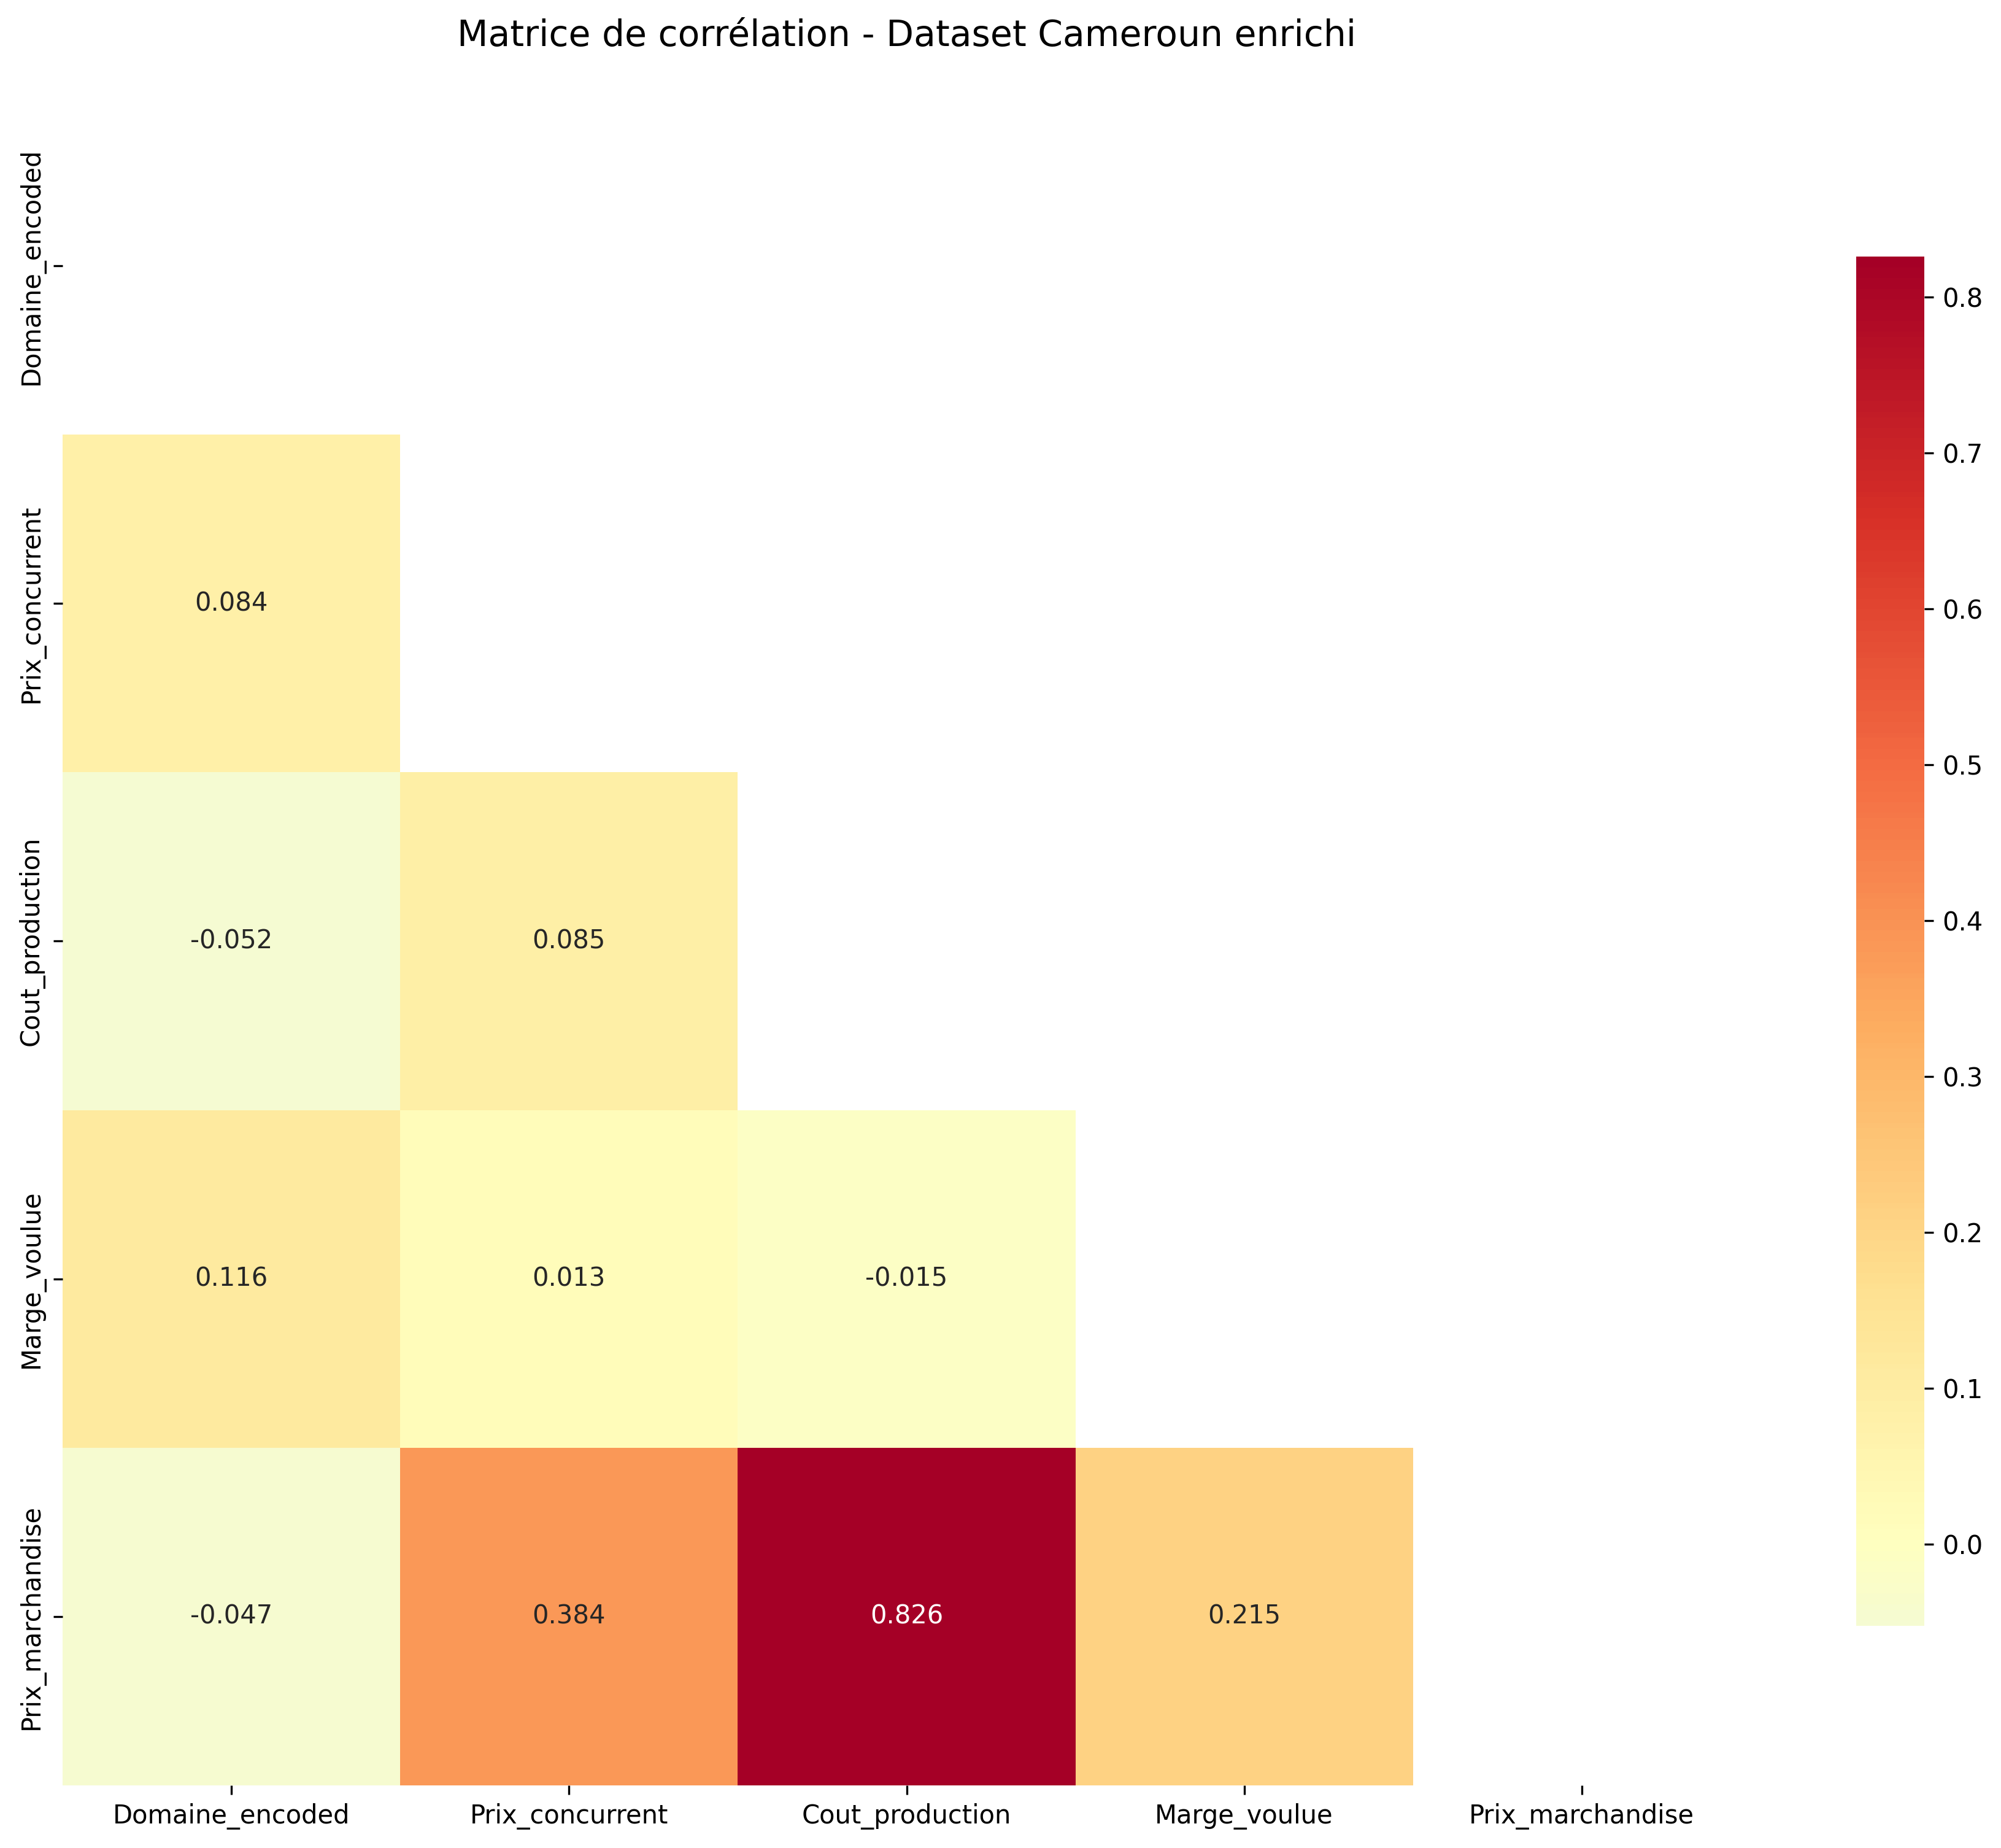 Matrice de corrélation - Dataset Cameroun enrichi
Domaine_encoded
Prix_concurrent
0.084
Cout_production
-0.052 0.085
Marge_voulue
0.116 0.013 -0.015
Prix_marchandise
-0.047 0.384 0.826 0.215
Domaine_encoded Prix_concurrent Cout_production Marge_voulue Prix_marchandise
0.8
0.7
0.6
0.5
0.4
0.3
0.2
0.1
0.0